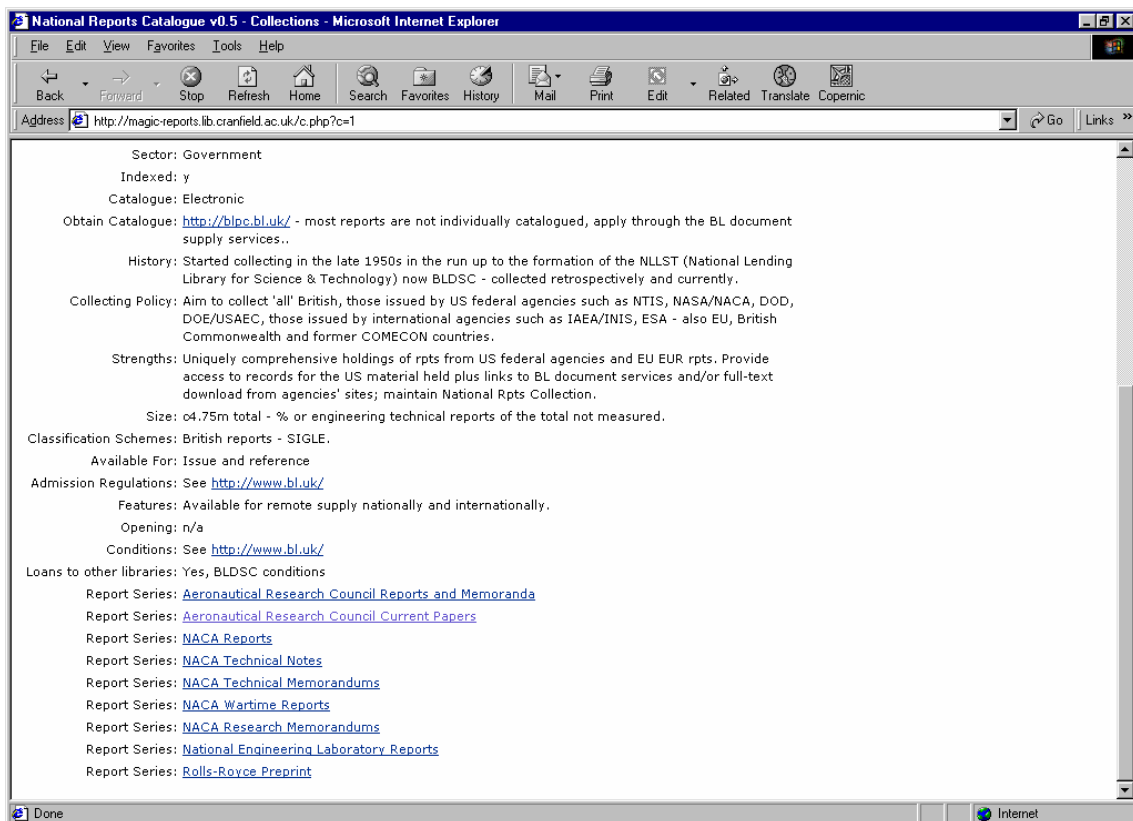 National Reports Catalogue v0.5 - Collections - Microsoft Internet Explorer
File Edit View Favorites Tools Help
Back Forward Stop Refresh Home Search Favorites History Mail Print Edit Related Translate Copernic
Address http://magic-reports.lib.cranfield.ac.uk/c.php?c=1 Go Links »
Sector: Government
Indexed: y
Catalogue: Electronic
Obtain Catalogue: http://blpc.bl.uk/ - most reports are not individually catalogued, apply through the BL document
supply services..
History: Started collecting in the late 1950s in the run up to the formation of the NLLST (National Lending
Library for Science & Technology) now BLDSC - collected retrospectively and currently.
Collecting Policy: Aim to collect 'all' British, those issued by US federal agencies such as NTIS, NASA/NACA, DOD,
DOE/USAEC, those issued by international agencies such as IAEA/INIS, ESA - also EU, British
Commonwealth and former COMECON countries.
Strengths: Uniquely comprehensive holdings of rpts from US federal agencies and EU EUR rpts. Provide
access to records for the US material held plus links to BL document services and/or full-text
download from agencies' sites; maintain National Rpts Collection.
Size: c4.75m total - % or engineering technical reports of the total not measured.
Classification Schemes: British reports - SIGLE.
Available For: Issue and reference
Admission Regulations: See http://www.bl.uk/
Features: Available for remote supply nationally and internationally.
Opening: n/a
Conditions: See http://www.bl.uk/
Loans to other libraries: Yes, BLDSC conditions
Report Series: Aeronautical Research Council Reports and Memoranda
Report Series: Aeronautical Research Council Current Papers
Report Series: NACA Reports
Report Series: NACA Technical Notes
Report Series: NACA Technical Memorandums
Report Series: NACA Wartime Reports
Report Series: NACA Research Memorandums
Report Series: National Engineering Laboratory Reports
Report Series: Rolls-Royce Preprint
Done Internet